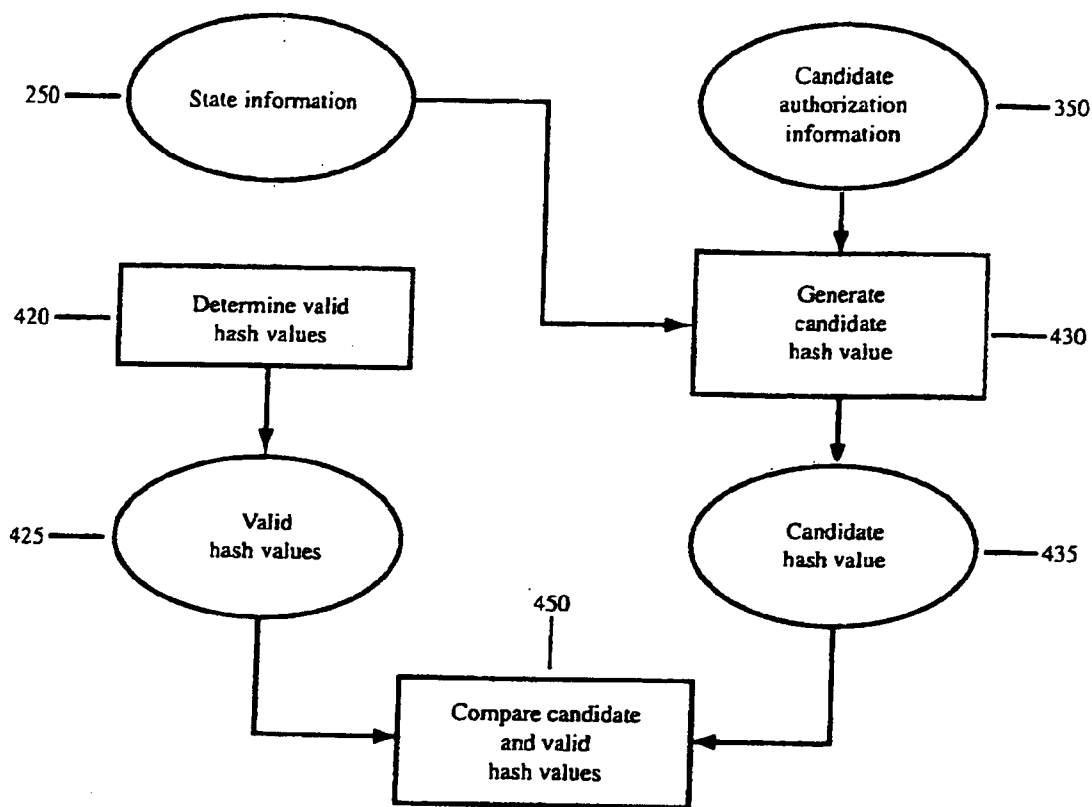 250
State information
Candidate
authorization
information
350
420
Determine valid
hash values
Generate
candidate
hash value
430
425
Valid
hash values
Candidate
hash value
435
450
Compare candidate
and valid
hash values